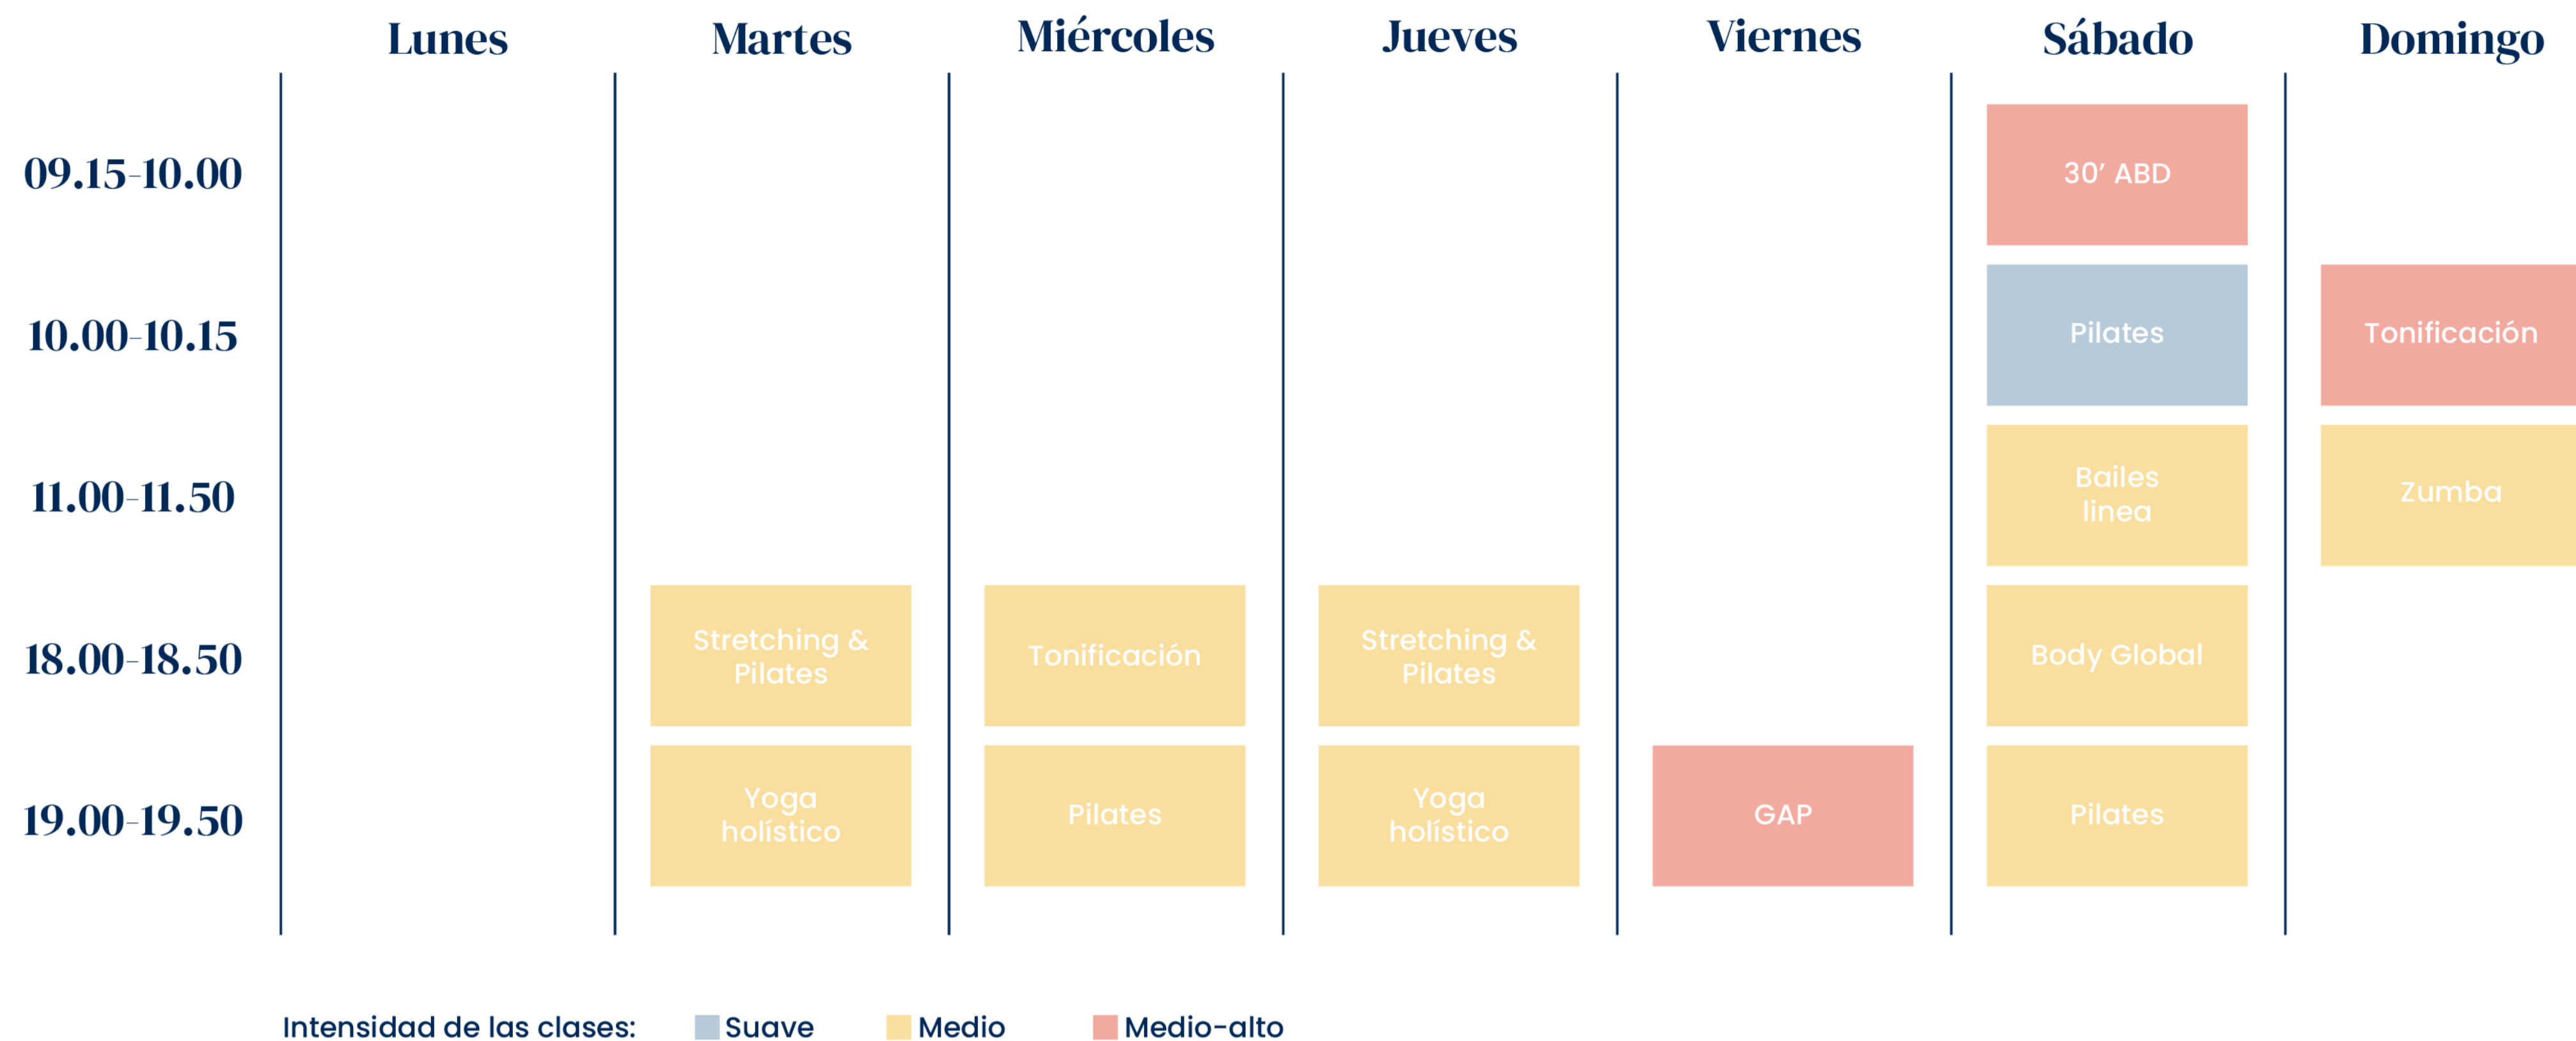 Lunes Martes Miércoles Jueves Viernes Sábado Domingo
09.15-10.00 30’ ABD
10.00-10.15 Pilates Tonificación
11.00-11.50 Bailes linea Zumba
18.00-18.50 Stretching & Pilates Tonificación Stretching & Pilates Body Global
19.00-19.50 Yoga holístico Pilates Yoga holístico GAP Pilates
Intensidad de las clases: Suave Medio Medio-alto